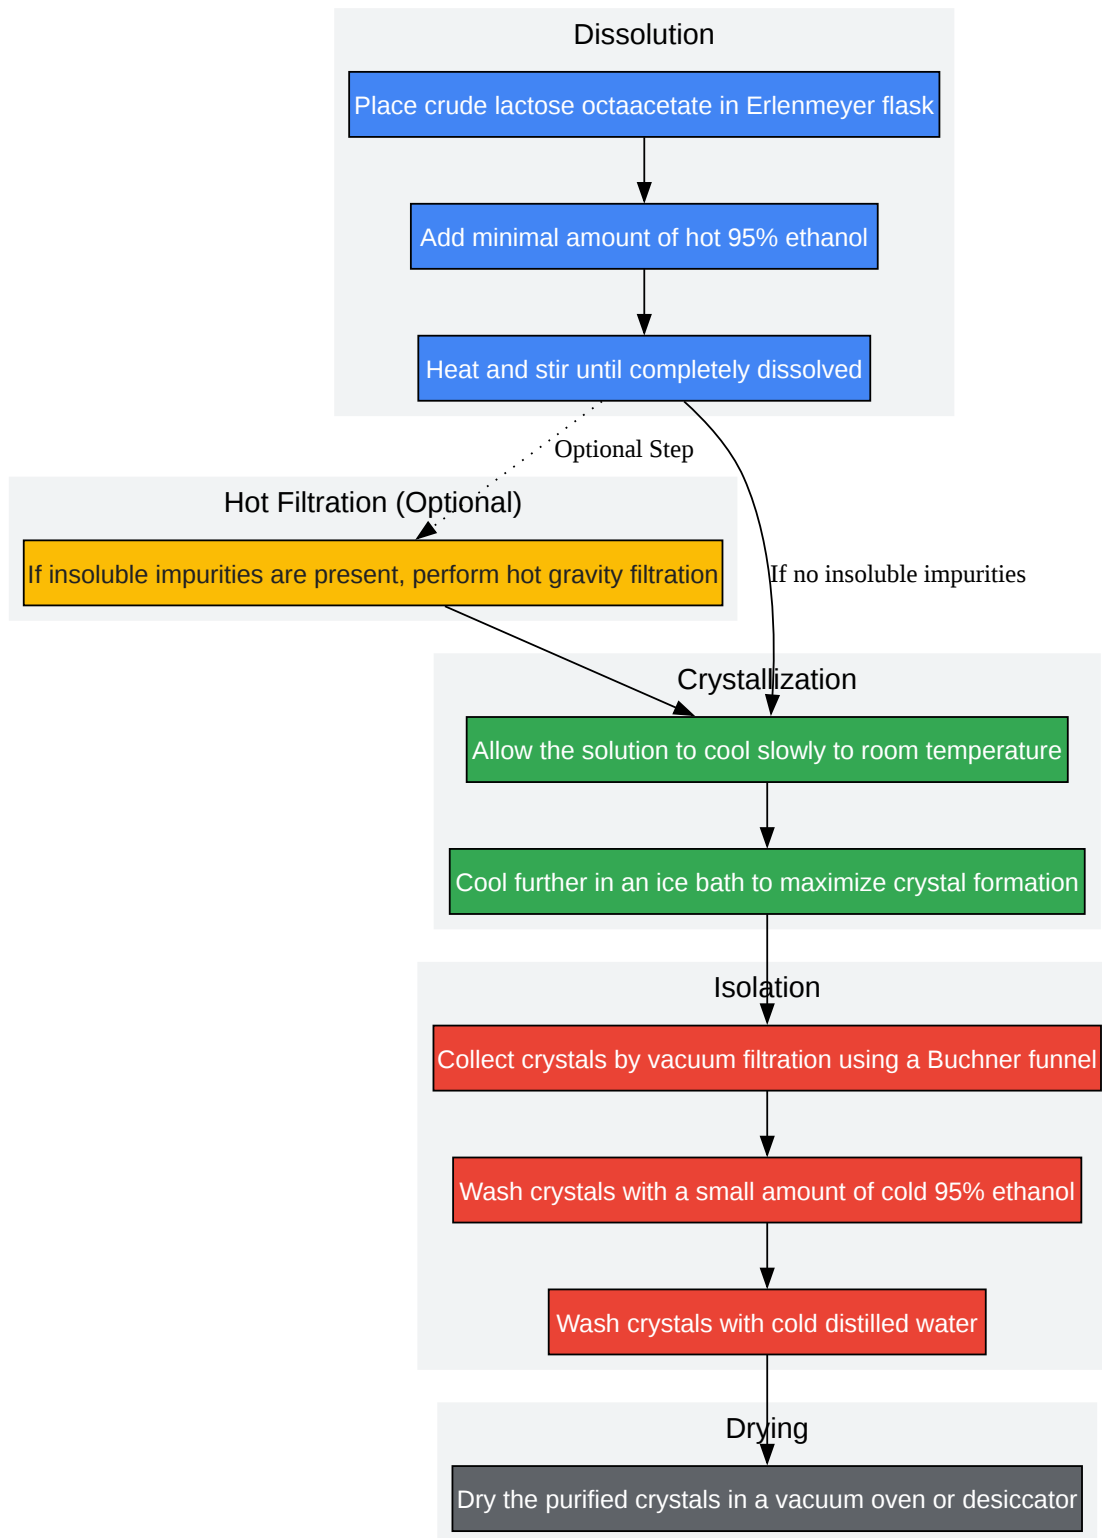 Dissolution
Place crude lactose octaacetate in Erlenmeyer flask
Add minimal amount of hot 95% ethanol
Heat and stir until completely dissolved
Optional Step
Hot Filtration (Optional)
If insoluble impurities are present, perform hot gravity filtration
If no insoluble impurities
Crystallization
Allow the solution to cool slowly to room temperature
Cool further in an ice bath to maximize crystal formation
Isolation
Collect crystals by vacuum filtration using a Buchner funnel
Wash crystals with a small amount of cold 95% ethanol
Wash crystals with cold distilled water
Drying
Dry the purified crystals in a vacuum oven or desiccator